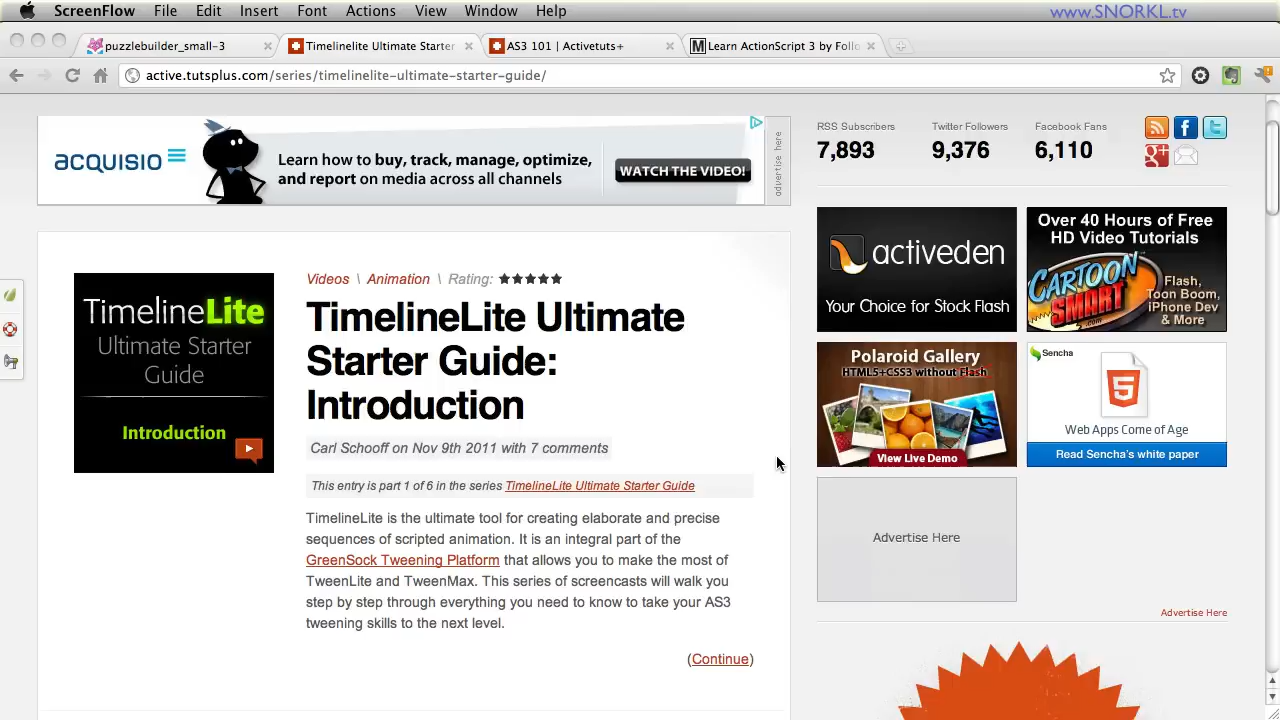 ScreenFlow File Edit Insert Font Actions View Window Help
www.SNORKL.tv
puzzlebuilder_small-3
Timelinelite Ultimate Starter
AS3 101 | Activetuts+
Learn ActionScript 3 by Follo
active.tutsplus.com/series/timelinelite-ultimate-starter-guide/
acquisio
Learn how to buy, track, manage, optimize,
and report on media across all channels
WATCH THE VIDEO!
advertise here
RSS Subscribers
7,893
Twitter Followers
9,376
Facebook Fans
6,110
TimelineLite
Ultimate Starter
Guide
Introduction
Videos \ Animation \ Rating:
TimelineLite Ultimate
Starter Guide:
Introduction
Carl Schooff on Nov 9th 2011 with 7 comments
This entry is part 1 of 6 in the series TimelineLite Ultimate Starter Guide
TimelineLite is the ultimate tool for creating elaborate and precise
sequences of scripted animation. It is an integral part of the
GreenSock Tweening Platform that allows you to make the most of
TweenLite and TweenMax. This series of screencasts will walk you
step by step through everything you need to know to take your AS3
tweening skills to the next level.
(Continue)
activeden
Your Choice for Stock Flash
Over 40 Hours of Free
HD Video Tutorials
CARTOON
SMART
.com
Flash,
Toon Boom,
iPhone Dev
& More
Polaroid Gallery
HTML5+CSS3 without Flash
View Live Demo
Sencha
5
Web Apps Come of Age
Read Sencha's white paper
Advertise Here
Advertise Here